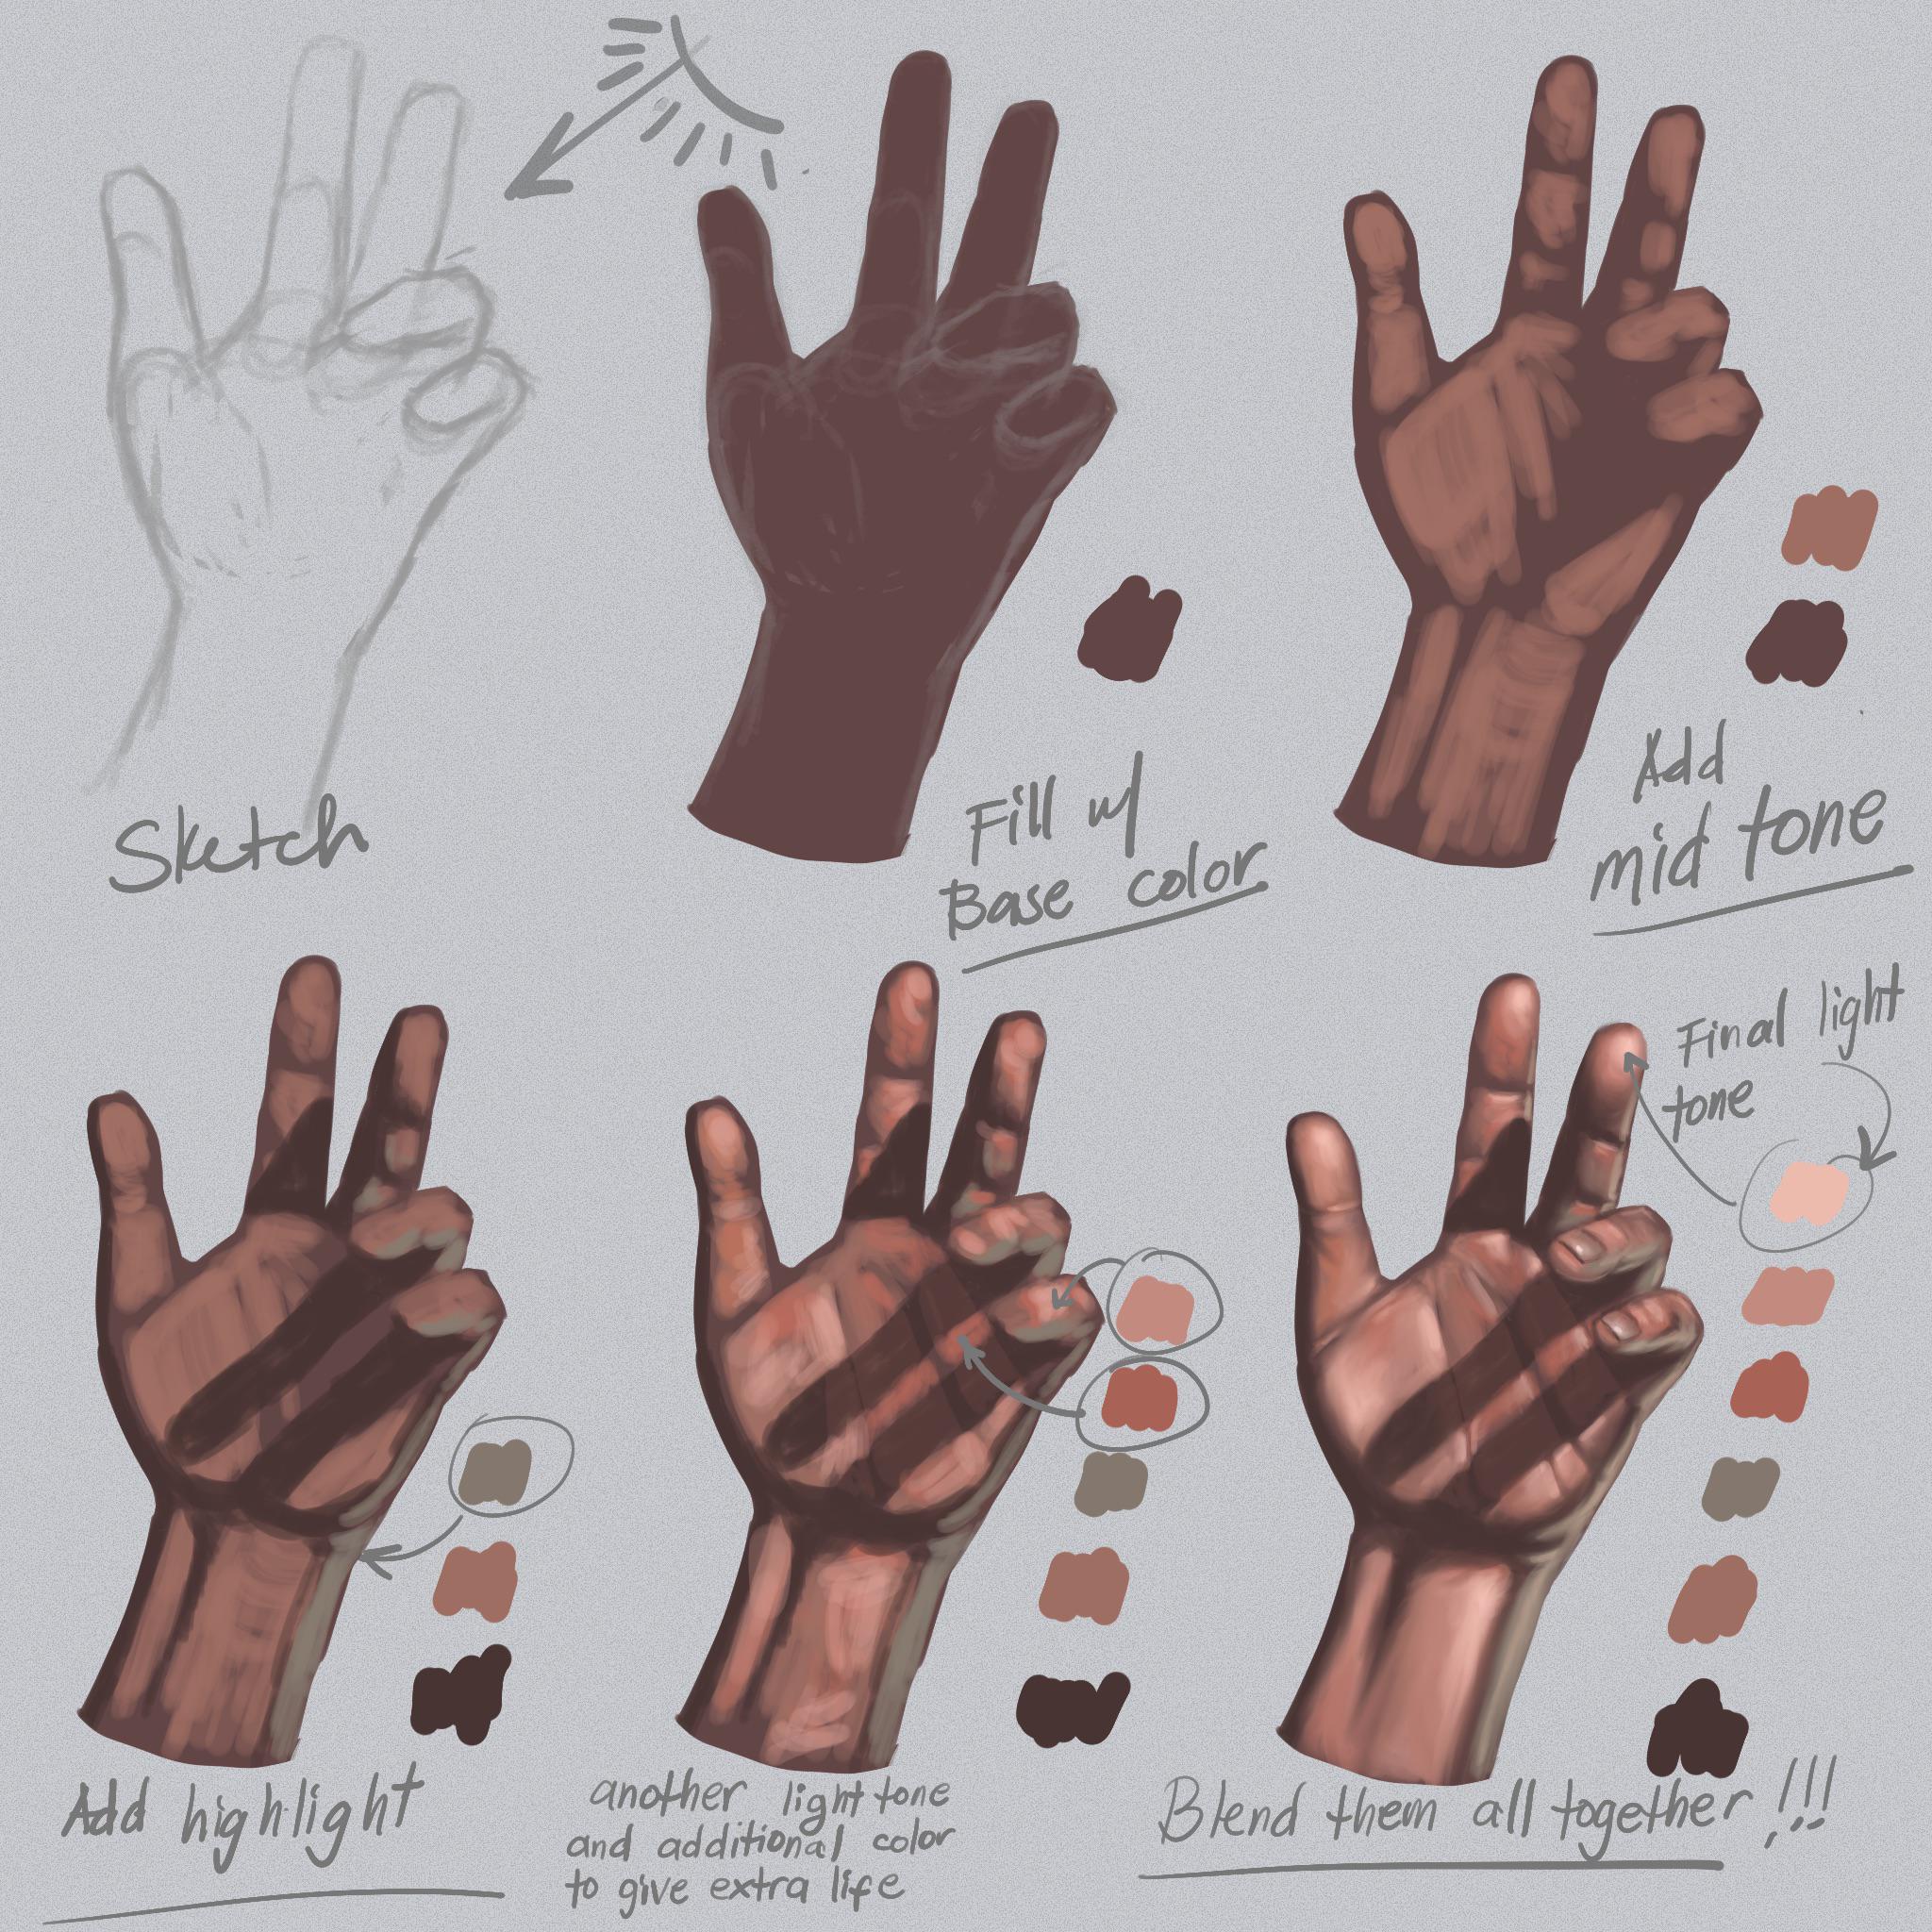 Sketch
Fill w/
Base color
Add
mid tone
Add highlight
another light tone
and additional color
to give extra life
Final light
tone
Blend them all together !!!